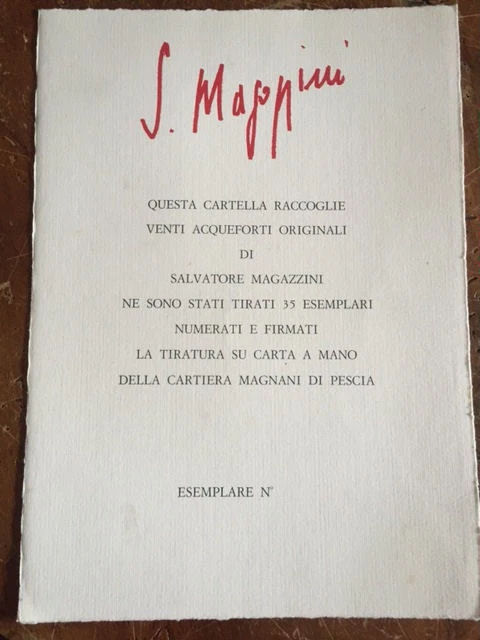 S. Magazzini
QUESTA CARTELLA RACCOGLIE
VENTI ACQUEFORTI ORIGINALI
DI
SALVATORE MAGAZZINI
NE SONO STATI TIRATI 35 ESEMPLARI
NUMERATI E FIRMATI
LA TIRATURA SU CARTA A MANO
DELLA CARTIERA MAGNANI DI PESCIA
ESEMPLARE N°